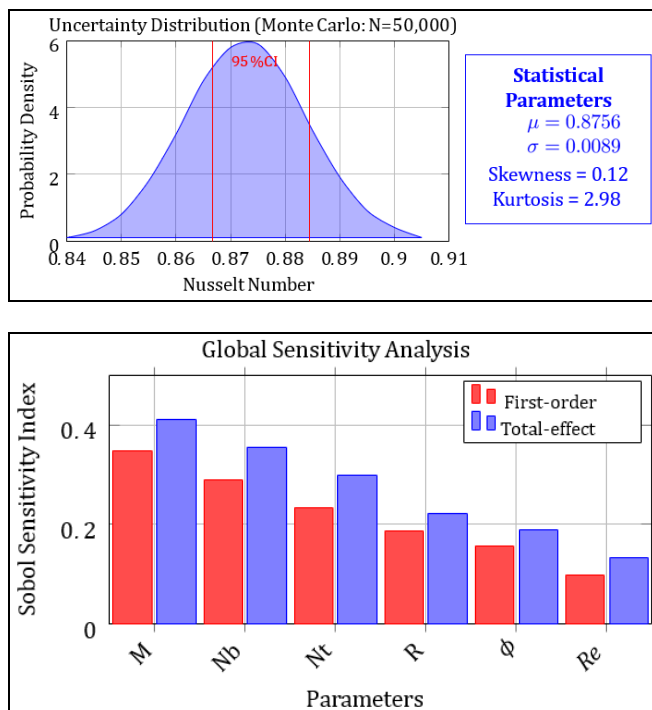 Uncertainty Distribution (Monte Carlo: N=50,000)
6
4
2
0
Probability Density
95%CI
0.84 0.85 0.86 0.87 0.88 0.89 0.9 0.91
Nusselt Number
Statistical
Parameters
μ = 0.8756
σ = 0.0089
Skewness = 0.12
Kurtosis = 2.98
Global Sensitivity Analysis
Sobol Sensitivity Index
0.4
0.2
0
First-order
Total-effect
M Nb Nt R ϕ Re
Parameters